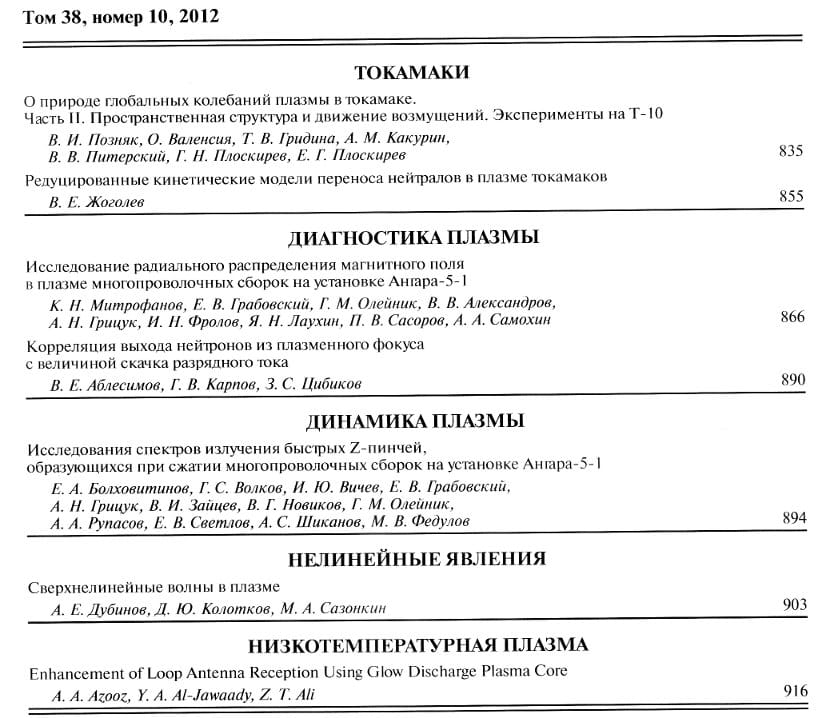 Том 38, номер 10, 2012
ТОКАМАКИ
О природе глобальных колебаний плазмы в токамаке.
Часть II. Пространственная структура и движение возмущений. Эксперименты на Т-10
В. И. Позняк, О. Валенсия, Т. В. Гридина, А. М. Какурин,
В. В. Питерский, Г. Н. Плоскирев, Е. Г. Плоскирев 835
Редуцированные кинетические модели переноса нейтралов в плазме токамаков
В. Е. Жоголев 855
ДИАГНОСТИКА ПЛАЗМЫ
Исследование радиального распределения магнитного поля
в плазме многопроволочных сборок на установке Ангара-5-1
К. Н. Митрофанов, Е. В. Грабовский, Г. М. Олейник, В. В. Александров,
А. Н. Грицук, И. Н. Фролов, Я. Н. Лаухин, П. В. Сасоров, А. А. Самохин 866
Корреляция выхода нейтронов из плазменного фокуса
с величиной скачка разрядного тока
В. Е. Аблесимов, Г. В. Карпов, З. С. Цибиков 890
ДИНАМИКА ПЛАЗМЫ
Исследования спектров излучения быстрых Z-пинчей,
образующихся при сжатии многопроволочных сборок на установке Ангара-5-1
Е. А. Болховитинов, Г. С. Волков, И. Ю. Вичев, Е. В. Грабовский,
А. Н. Грицук, В. И. Зайцев, В. Г. Новиков, Г. М. Олейник,
А. А. Рупасов, Е. В. Светлов, А. С. Шиканов, М. В. Федулов 894
НЕЛИНЕЙНЫЕ ЯВЛЕНИЯ
Сверхнелинейные волны в плазме
А. Е. Дубинов, Д. Ю. Колотков, М. А. Сазонкин 903
НИЗКОТЕМПЕРАТУРНАЯ ПЛАЗМА
Enhancement of Loop Antenna Reception Using Glow Discharge Plasma Core
A. A. Azooz, Y. A. Al-Jawaady, Z. T. Ali 916